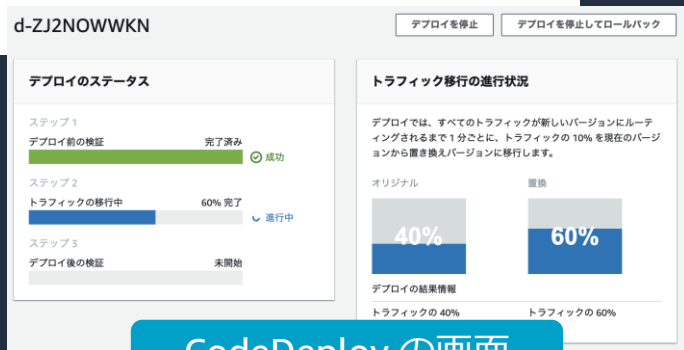 d-ZJ2NOWWKN
デプロイを停止
デプロイを停止してロールバック
デプロイのステータス
ステップ 1
デプロイ前の検証 完了済み
成功
ステップ 2
トラフィックの移行中 60% 完了
進行中
ステップ 3
デプロイ後の検証 未開始
トラフィック移行の進行状況
デプロイでは、すべてのトラフィックが新しいバージョンにルーテ
ィングされるまで 1 分ごとに、トラフィックの 10% を現在のバージ
ョンから置き換えバージョンに移行します。
オリジナル 置換
40% 60%
デプロイの結果情報
トラフィックの 40% トラフィックの 60%
CodeDeploy の画面